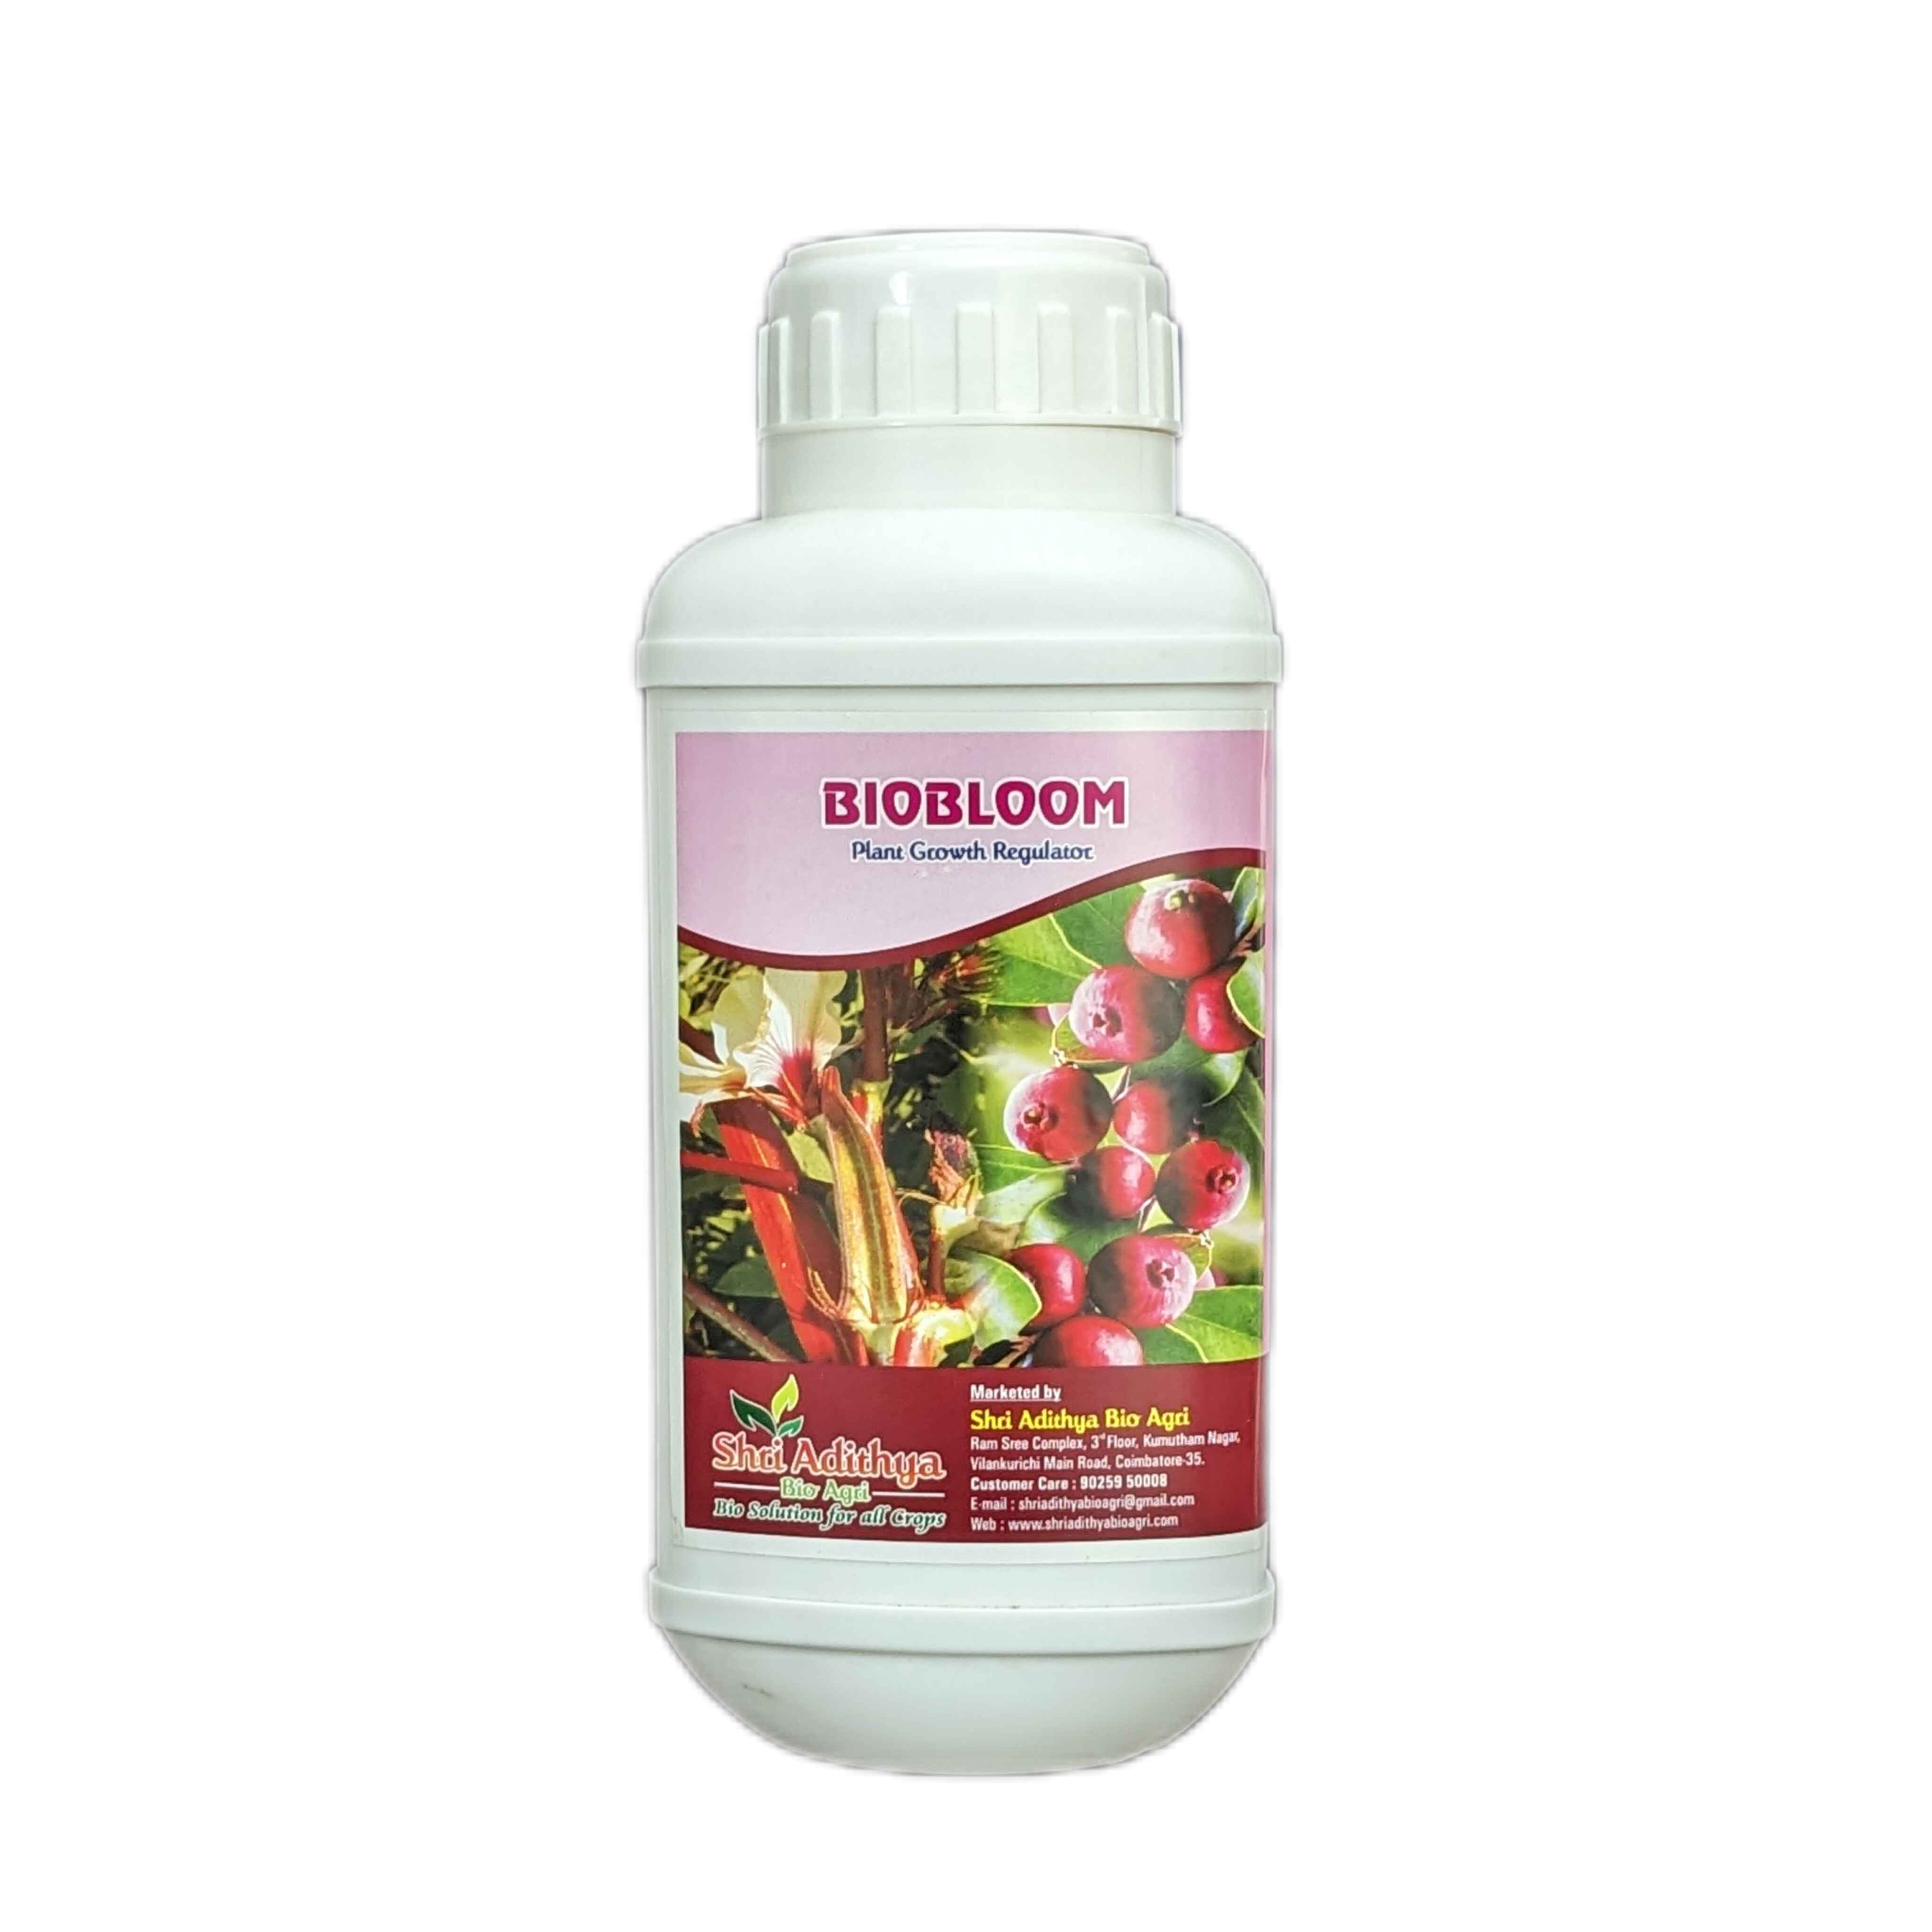 BIOBLOOM
Plant Growth Regulator
Shri Adithya
Bio Agri
Bio Solution for all Crops
Marketed by
Shri Adithya Bio Agri
Ram Sree Complex, 3rd Floor, Kumutham Nagar,
Vilankurichi Main Road, Coimbatore-35.
Customer Care : 90259 50008
E-mail : shriadithyabioagri@gmail.com
Web : www.shriadithyabioagri.com